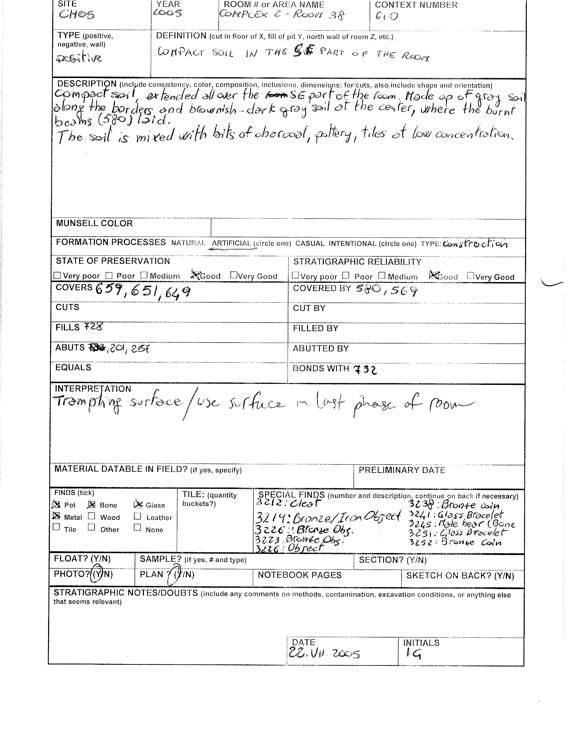 SITE YEAR ROOM # or AREA NAME CONTEXT NUMBER
CH05 2005 COMPLEX 2 - ROOM 38 610
TYPE (positive, DEFINITION (cut in floor of X, fill of pit Y, north wall of room Z, etc.)
negative, wall) COMPACT SOIL IN THE SE PART OF THE ROOM
positive
DESCRIPTION (include consistency, color, composition, inclusions, dimensions; for cuts, also include shape and orientation)
Compact soil extended all over the SE part of the room. Made up of gray soil
along the borders and brownish-dark gray soil at the center, where the burnt
beams (580) laid.
The soil is mixed with bits of charcoal, pottery, tiles at low concentration.
MUNSELL COLOR
FORMATION PROCESSES NATURAL ARTIFICIAL (circle one) CASUAL INTENTIONAL (circle one) TYPE: Construction
STATE OF PRESERVATION STRATIGRAPHIC RELIABILITY
Very poor Poor Medium Good Very Good Very poor Poor Medium Good Very Good
COVERS 659, 651, 649 COVERED BY 580, 569
CUTS CUT BY
FILLS 728 FILLED BY
ABUTS 201, 257 ABUTTED BY
EQUALS BONDS WITH 732
INTERPRETATION
Trampling surface / use surface in last phase of room
MATERIAL DATABLE IN FIELD? (if yes, specify) PRELIMINARY DATE
FINDS (tick) TILE: (quantity SPECIAL FINDS (number and description, continue on back if necessary)
Pot Bone Glass buckets?) 3212: Cleat 3238: Bronze coin
Metal Wood Leather 3219: Bronze/Iron Object 3241: Glass Bracelet
Tile Other None 3226: Bronze Obj. 3245: Male hear (Bone
3223: Bronte Obj. 3251: Glass Bracelet
3226: Object 3252: Bronze Coin
FLOAT? (Y/N) SAMPLE? (if yes, # and type) SECTION? (Y/N)
PHOTO? (Y/N) PLAN ? (Y/N) NOTEBOOK PAGES SKETCH ON BACK? (Y/N)
STRATIGRAPHIC NOTES/DOUBTS (include any comments on methods, contamination, excavation conditions, or anything else
that seems relevant)
DATE INITIALS
22. VII. 2005 IG